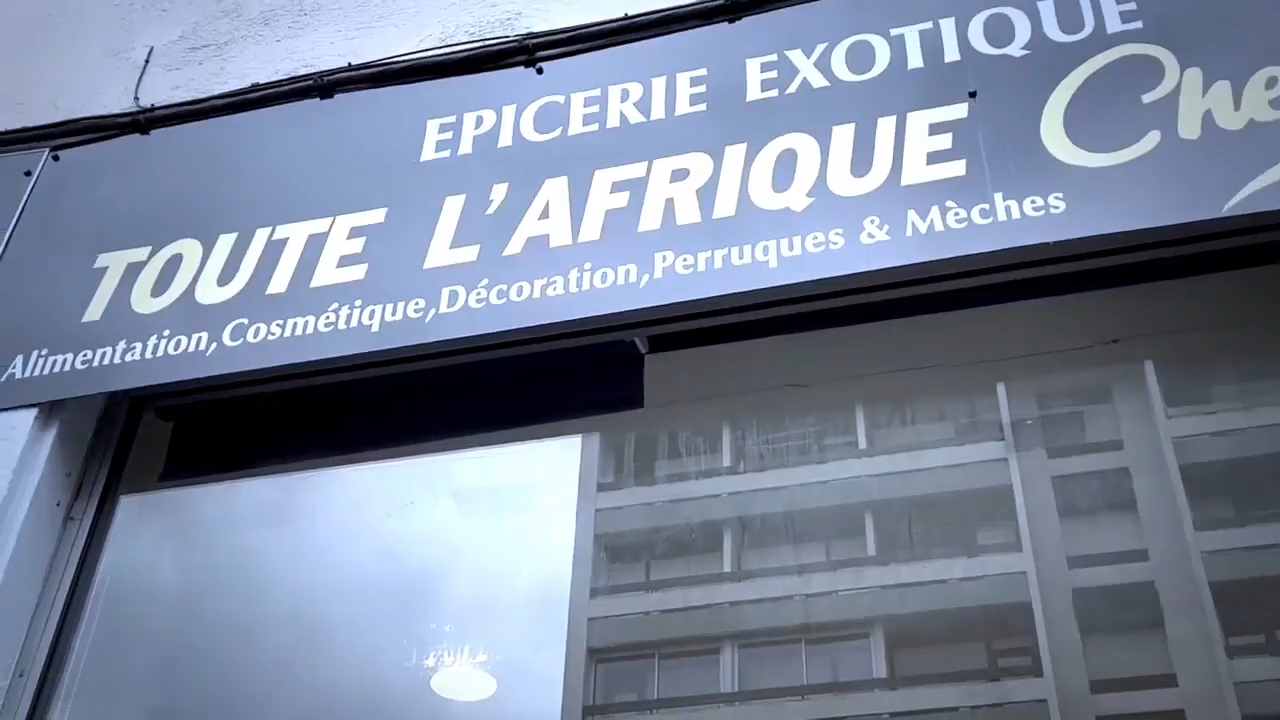 EPICERIE EXOTIQUE
TOUTE L'AFRIQUE
Alimentation,Cosmétique,Décoration,Perruques & Mèches